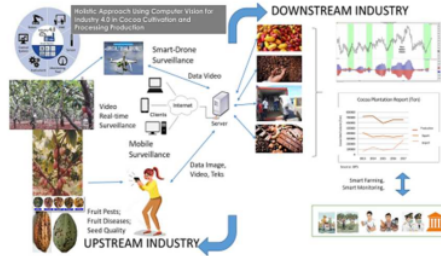 Holistic Approach Using Computer Vision for
Industry 4.0 in Cocoa Cultivation and
Processing Production
DOWNSTREAM INDUSTRY
Smart-Drone
Surveillance
Data Video
Video
Real-time
Surveillance
Internet
Clients
Server
Mobile
Surveillance
Data Image,
Video, Teks
Cocoa Plantation Report (Ton)
Smart Farming,
Smart Monitoring,
Fruit Pests;
Fruit Diseases;
Seed Quality
UPSTREAM INDUSTRY